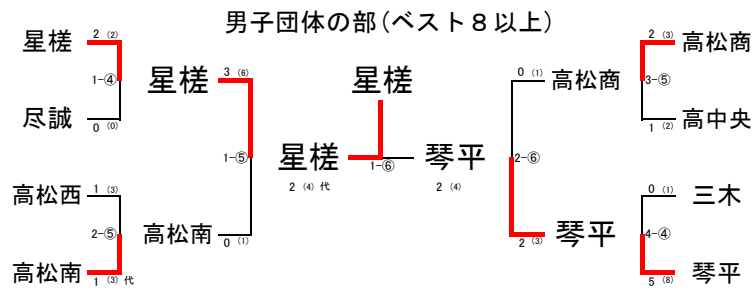 男子団体の部(ベスト8以上)
星槎 2 (2)
1-④
尽誠 0 (0)
高松西 1 (3)
2-⑤
高松南 1 (3) 代
星槎 3 (6)
1-⑤
高松南 0 (1)
星槎
星槎 2 (4) 代
1-⑥
琴平 2 (4)
0 (1) 高松商
2-⑥
2 (3) 琴平
2 (3) 高松商
3-⑤
1 (2) 高中央
0 (1) 三木
4-④
5 (8) 琴平